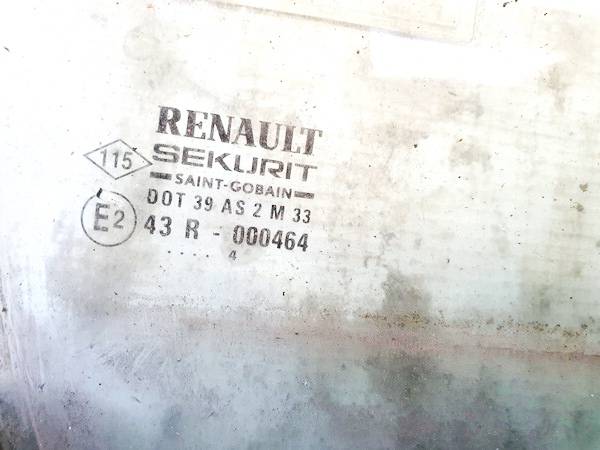 RENAULT
115
SEKURIT
SAINT-GOBAIN
DOT 39 AS 2 M 33
E2
43 R - 000464
.... 4